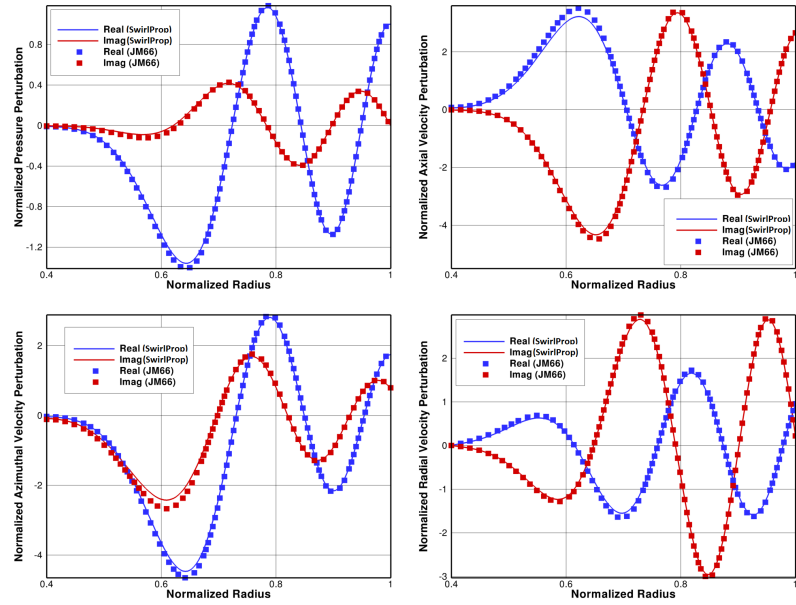 Normalized Pressure Perturbation
0.8
0.4
0
-0.4
-0.8
-1.2
Real (SwirlProp)
Imag(SwirlProp)
Real (JM66)
Imag (JM66)
0.4 0.6 0.8 1
Normalized Radius
Normalized Axial Velocity Perturbation
2
0
-2
-4
Real (SwirlProp)
Imag(SwirlProp)
Real (JM66)
Imag (JM66)
0.4 0.6 0.8 1
Normalized Radius
Normalized Azimuthal Velocity Perturbation
2
0
-2
-4
Real (SwirlProp)
Imag(SwirlProp)
Real (JM66)
Imag (JM66)
0.4 0.6 0.8 1
Normalized Radius
Normalized Radial Velocity Perturbation
3
2
1
0
-1
-2
-3
Real (SwirlProp)
Imag(SwirlProp)
Real (JM66)
Imag (JM66)
0.4 0.6 0.8 1
Normalized Radius